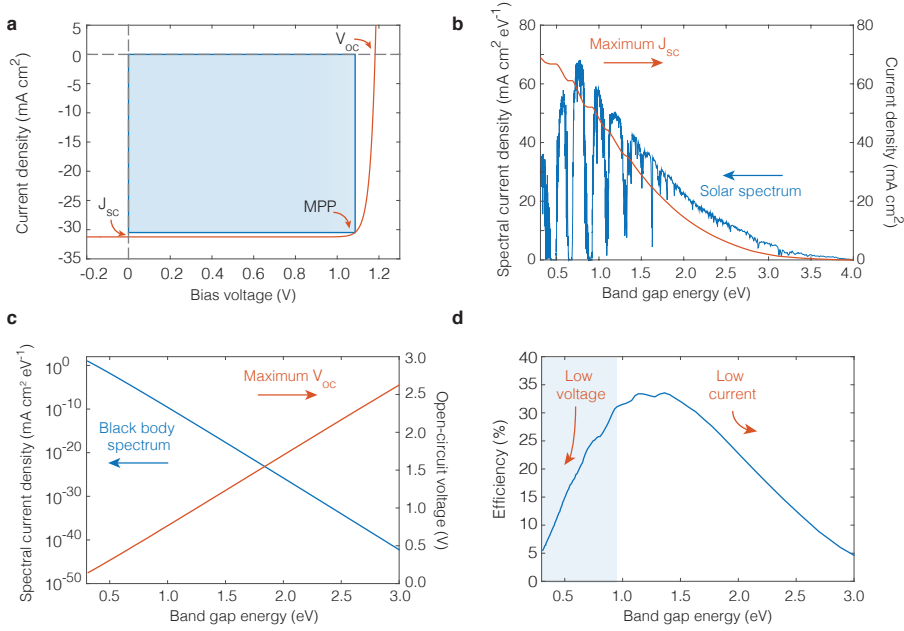 a
Current density (mA cm²)
5
0
-5
-10
-15
-20
-25
-30
-35
V_oc
J_sc
MPP
-0.2
0
0.2
0.4
0.6
0.8
1.0
1.2
Bias voltage (V)
b
Spectral current density (mA cm² eV⁻¹)
80
60
40
20
0
Maximum J_sc
Solar spectrum
80
60
40
20
0
Current density (mA cm²)
0.5
1.0
1.5
2.0
2.5
3.0
3.5
4.0
Band gap energy (eV)
c
Spectral current density (mA cm² eV⁻¹)
10⁰
10⁻¹⁰
10⁻²⁰
10⁻³⁰
10⁻⁴⁰
10⁻⁵⁰
Maximum V_oc
Black body
spectrum
3.0
2.5
2.0
1.5
1.0
0.5
0.0
Open-circuit voltage (V)
0.5
1.0
1.5
2.0
2.5
3.0
Band gap energy (eV)
d
Efficiency (%)
40
35
30
25
20
15
10
5
0
Low
voltage
Low
current
0.5
1.0
1.5
2.0
2.5
3.0
Band gap energy (eV)